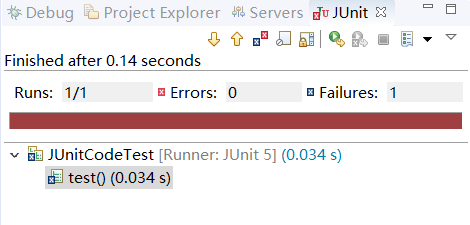 Debug Project Explorer Servers JUnit
Finished after 0.14 seconds
Runs: 1/1 Errors: 0 Failures: 1
JUnitCodeTest [Runner: JUnit 5] (0.034 s)
test() (0.034 s)